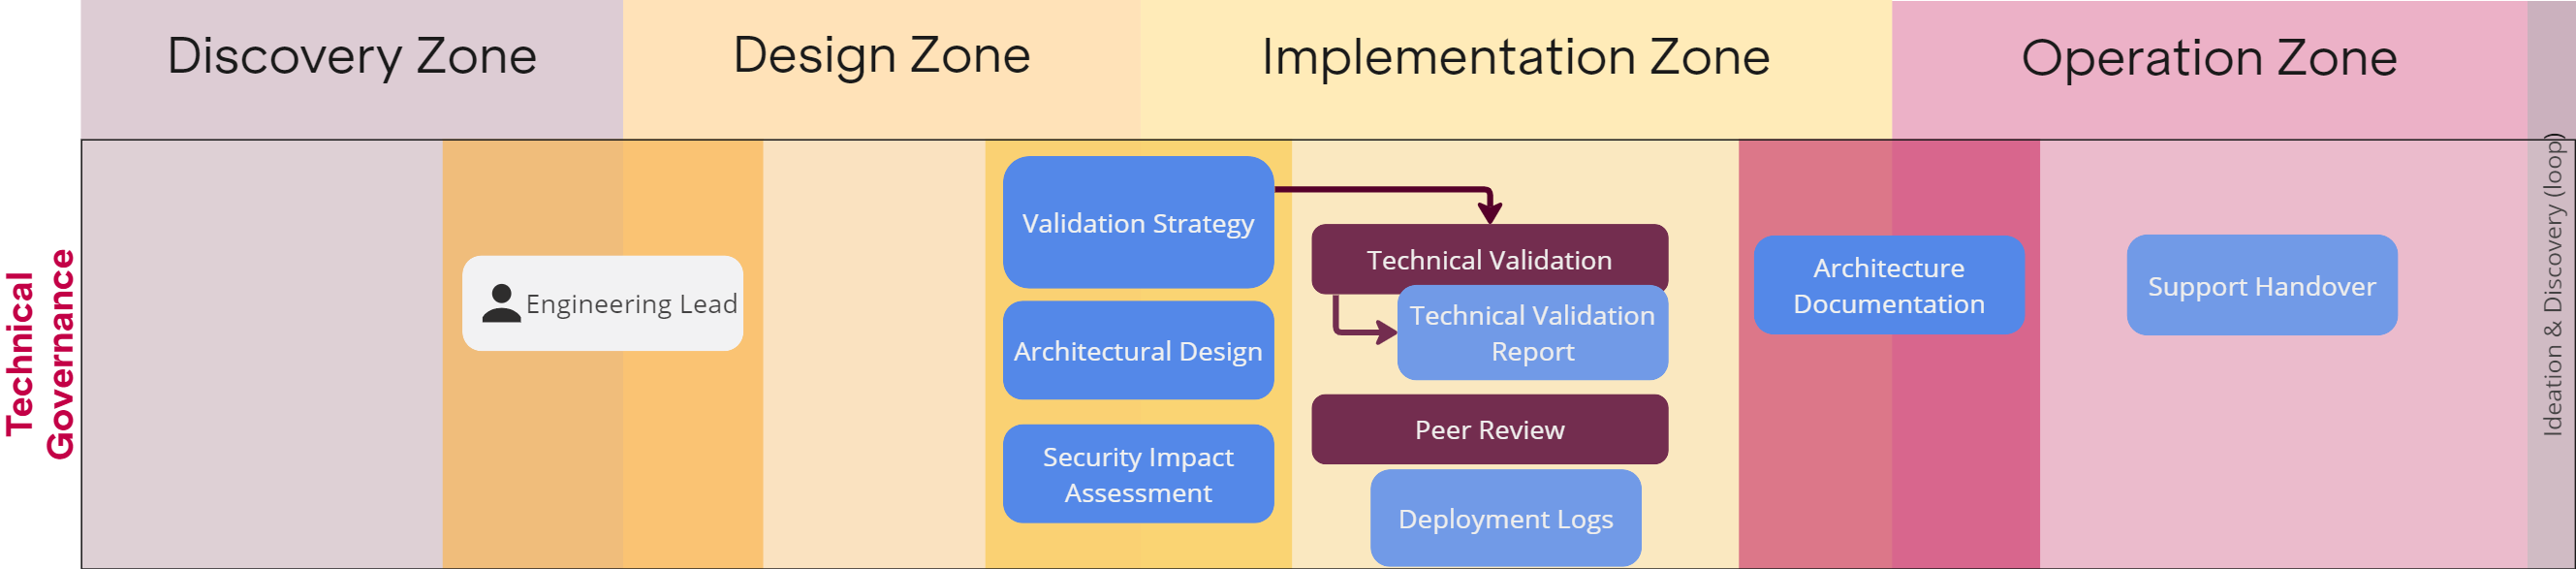 Discovery Zone
Design Zone
Implementation Zone
Operation Zone
Technical
Governance
Engineering Lead
Validation Strategy
Architectural Design
Security Impact
Assessment
Technical Validation
Technical Validation
Report
Peer Review
Deployment Logs
Architecture
Documentation
Support Handover
Ideation & Discovery (loop)